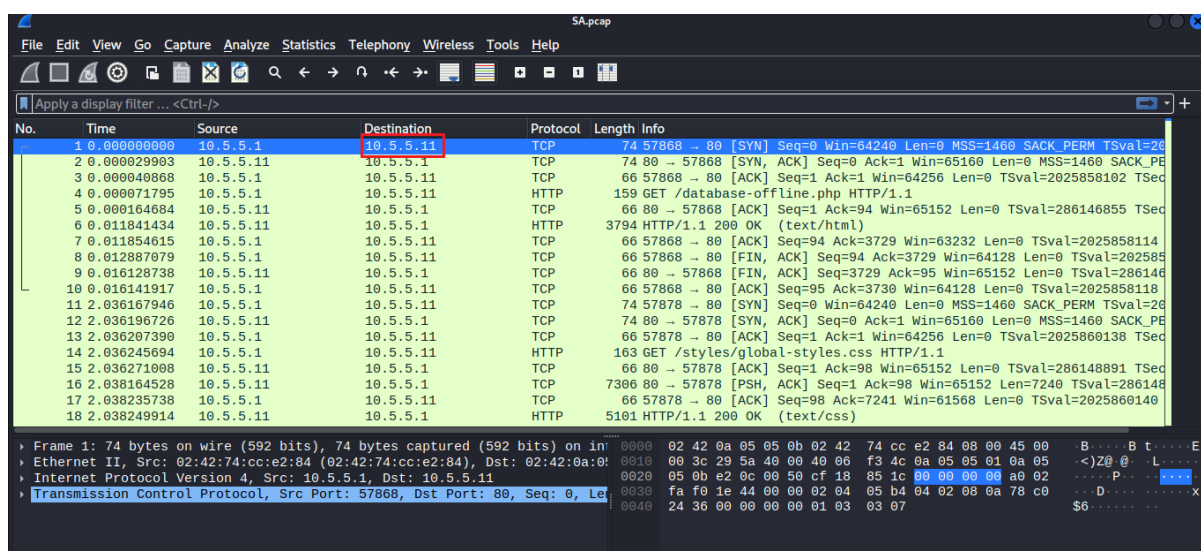 SA.pcap
File Edit View Go Capture Analyze Statistics Telephony Wireless Tools Help
Apply a display filter … <Ctrl-/>
No. Time Source Destination Protocol Length Info
1 0.000000000 10.5.5.1 10.5.5.11 TCP 74 57868 → 80 [SYN] Seq=0 Win=64240 Len=0 MSS=1460 SACK_PERM TSval=20
2 0.000029903 10.5.5.11 10.5.5.1 TCP 74 80 → 57868 [SYN, ACK] Seq=0 Ack=1 Win=65160 Len=0 MSS=1460 SACK_PE
3 0.000040868 10.5.5.1 10.5.5.11 TCP 66 57868 → 80 [ACK] Seq=1 Ack=1 Win=64256 Len=0 TSval=2025858102 TSec
4 0.000071795 10.5.5.1 10.5.5.11 HTTP 159 GET /database-offline.php HTTP/1.1
5 0.000164684 10.5.5.11 10.5.5.1 TCP 66 80 → 57868 [ACK] Seq=1 Ack=94 Win=65152 Len=0 TSval=286146855 TSec
6 0.011841434 10.5.5.11 10.5.5.1 HTTP 3794 HTTP/1.1 200 OK (text/html)
7 0.011854615 10.5.5.1 10.5.5.11 TCP 66 57868 → 80 [ACK] Seq=94 Ack=3729 Win=63232 Len=0 TSval=2025858114
8 0.012887079 10.5.5.1 10.5.5.11 TCP 66 57868 → 80 [FIN, ACK] Seq=94 Ack=3729 Win=64128 Len=0 TSval=202585
9 0.016128738 10.5.5.11 10.5.5.1 TCP 66 80 → 57868 [FIN, ACK] Seq=3729 Ack=95 Win=65152 Len=0 TSval=286146
10 0.016141917 10.5.5.1 10.5.5.11 TCP 66 57868 → 80 [ACK] Seq=95 Ack=3730 Win=64128 Len=0 TSval=2025858118
11 2.036167946 10.5.5.1 10.5.5.11 TCP 74 57878 → 80 [SYN] Seq=0 Win=64240 Len=0 MSS=1460 SACK_PERM TSval=20
12 2.036196726 10.5.5.11 10.5.5.1 TCP 74 80 → 57878 [SYN, ACK] Seq=0 Ack=1 Win=65160 Len=0 MSS=1460 SACK_PE
13 2.036207390 10.5.5.1 10.5.5.11 TCP 66 57878 → 80 [ACK] Seq=1 Ack=1 Win=64256 Len=0 TSval=2025860138 TSec
14 2.036245694 10.5.5.1 10.5.5.11 HTTP 163 GET /styles/global-styles.css HTTP/1.1
15 2.036271008 10.5.5.11 10.5.5.1 TCP 66 80 → 57878 [ACK] Seq=1 Ack=98 Win=65152 Len=0 TSval=286148891 TSec
16 2.038164528 10.5.5.11 10.5.5.1 TCP 7306 80 → 57878 [PSH, ACK] Seq=1 Ack=98 Win=65152 Len=7240 TSval=286148
17 2.038235738 10.5.5.1 10.5.5.11 TCP 66 57878 → 80 [ACK] Seq=98 Ack=7241 Win=61568 Len=0 TSval=2025860140
18 2.038249914 10.5.5.11 10.5.5.1 HTTP 5101 HTTP/1.1 200 OK (text/css)
Frame 1: 74 bytes on wire (592 bits), 74 bytes captured (592 bits) on int
Ethernet II, Src: 02:42:74:cc:e2:84 (02:42:74:cc:e2:84), Dst: 02:42:0a:05
Internet Protocol Version 4, Src: 10.5.5.1, Dst: 10.5.5.11
Transmission Control Protocol, Src Port: 57868, Dst Port: 80, Seq: 0, Len
0000 02 42 0a 05 05 0b 02 42 74 cc e2 84 08 00 45 00 ·B·····B t·····E
0010 00 3c 29 5a 40 00 40 06 f3 4c 0a 05 05 01 0a 05 ·<)Z@·@· ·L·····
0020 05 0b e2 0c 00 50 cf 18 85 1c 00 00 00 00 a0 02 ·····P·· ·······
0030 fa f0 1e 44 00 00 02 04 05 b4 04 02 08 0a 78 c0 ···D···· ······x
0040 24 36 00 00 00 00 01 03 03 07 $6······ ··